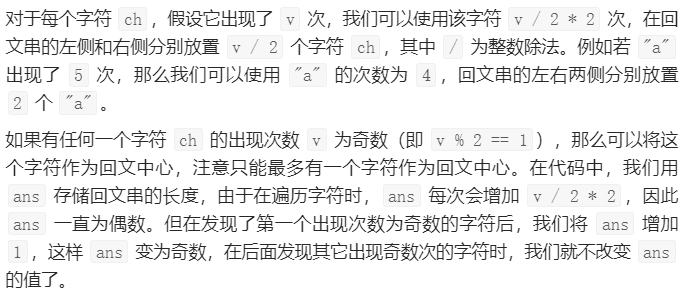 对于每个字符 ch ，假设它出现了 v 次，我们可以使用该字符 v / 2 * 2 次，在回
文串的左侧和右侧分别放置 v / 2 个字符 ch ，其中 / 为整数除法。例如若 "a"
出现了 5 次，那么我们可以使用 "a" 的次数为 4 ，回文串的左右两侧分别放置
2 个 "a" 。
如果有任何一个字符 ch 的出现次数 v 为奇数（即 v % 2 == 1 ），那么可以将这
个字符作为回文中心，注意只能最多有一个字符作为回文中心。在代码中，我们用
ans 存储回文串的长度，由于在遍历字符时， ans 每次会增加 v / 2 * 2 ，因此
ans 一直为偶数。但在发现了第一个出现次数为奇数的字符后，我们将 ans 增加
1 ，这样 ans 变为奇数，在后面发现其它出现奇数次的字符时，我们就不改变 ans
的值了。